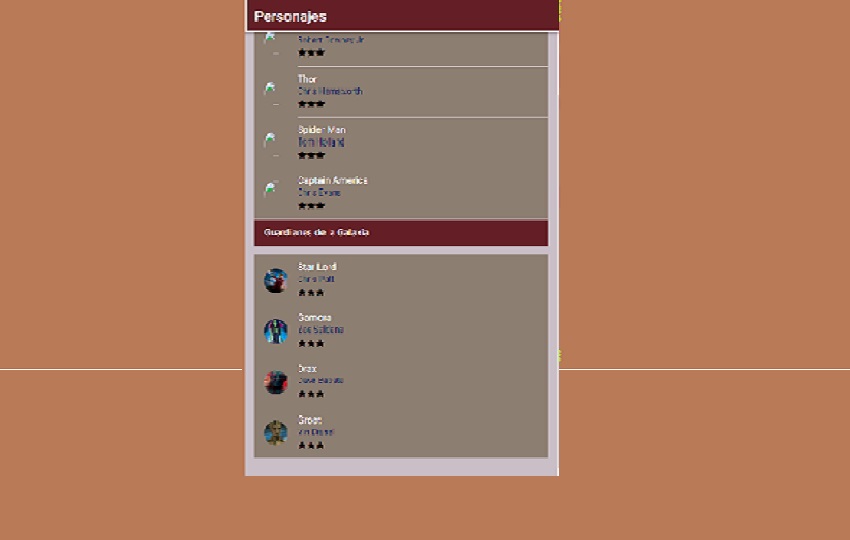 Personajes
Robert Downey Jr.
★★★
Thor
Chris Hemsworth
★★★
Spider Man
Tom Holland
★★★
Captain America
Chris Evans
★★★
Guardianes de la Galaxia
Star Lord
Chris Patt
★★★
Gamora
Zoe Saldana
★★★
Drax
Dave Bautista
★★★
Groot
Vin Diesel
★★★